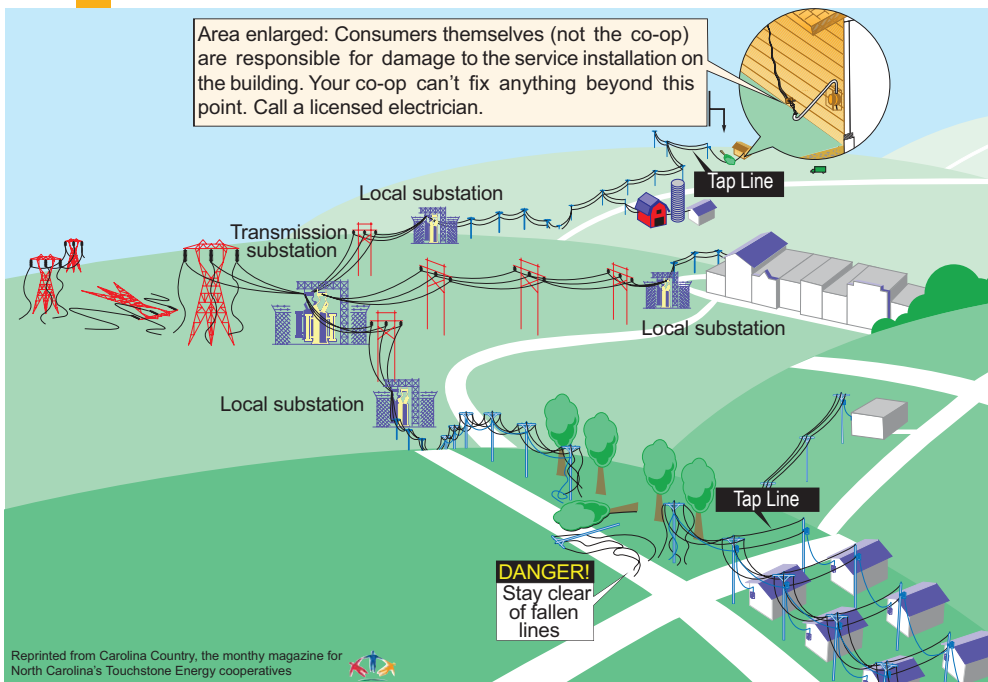 Area enlarged: Consumers themselves (not the co-op)
are responsible for damage to the service installation on
the building. Your co-op can't fix anything beyond this
point. Call a licensed electrician.
Tap Line
Local substation
Transmission
substation
Local substation
Local substation
Tap Line
DANGER!
Stay clear
of fallen
lines
Reprinted from Carolina Country, the monthy magazine for
North Carolina's Touchstone Energy cooperatives